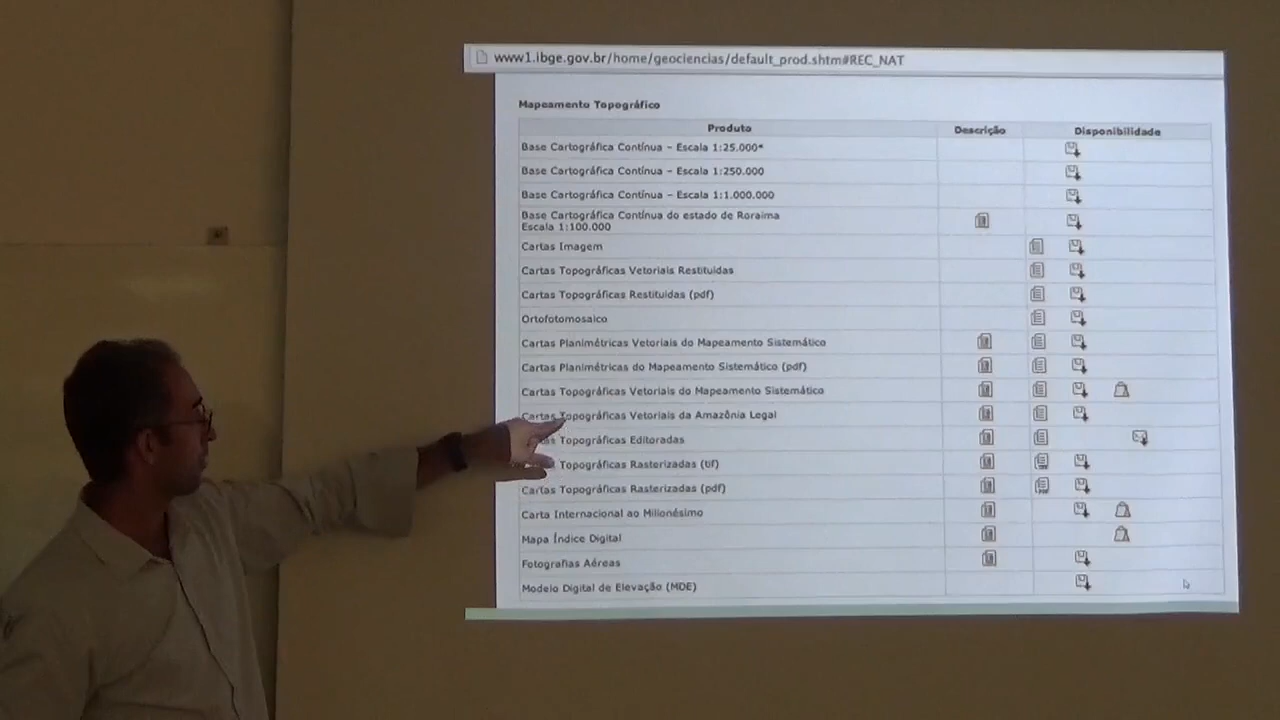 www1.ibge.gov.br/home/geociencias/default_prod.shtm#REC_NAT
Mapeamento Topográfico
Produto Descrição Disponibilidade
Base Cartográfica Contínua - Escala 1:25.000*
Base Cartográfica Contínua - Escala 1:250.000
Base Cartográfica Contínua - Escala 1:1.000.000
Base Cartográfica Contínua do estado de Roraima
Escala 1:100.000
Cartas Imagem
Cartas Topográficas Vetoriais Restituidas
Cartas Topográficas Restituidas (pdf)
Ortofotomosaico
Cartas Planimétricas Vetoriais do Mapeamento Sistemático
Cartas Planimétricas do Mapeamento Sistemático (pdf)
Cartas Topográficas Vetoriais do Mapeamento Sistemático
Cartas Topográficas Vetoriais da Amazônia Legal
Topográficas Editoradas
Topográficas Rasterizadas (tif)
Cartas Topográficas Rasterizadas (pdf)
Carta Internacional ao Milionésimo
Mapa Índice Digital
Fotografias Aéreas
Modelo Digital de Elevação (MDE)